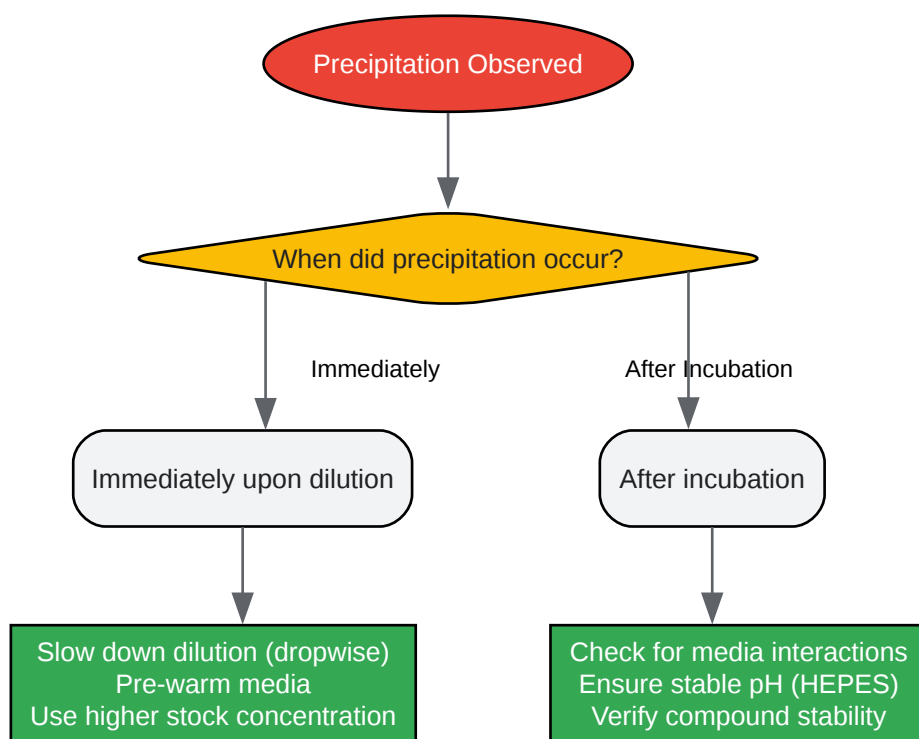 Precipitation Observed
When did precipitation occur?
Immediately
After Incubation
Immediately upon dilution
After incubation
Slow down dilution (dropwise)
Pre-warm media
Use higher stock concentration
Check for media interactions
Ensure stable pH (HEPES)
Verify compound stability